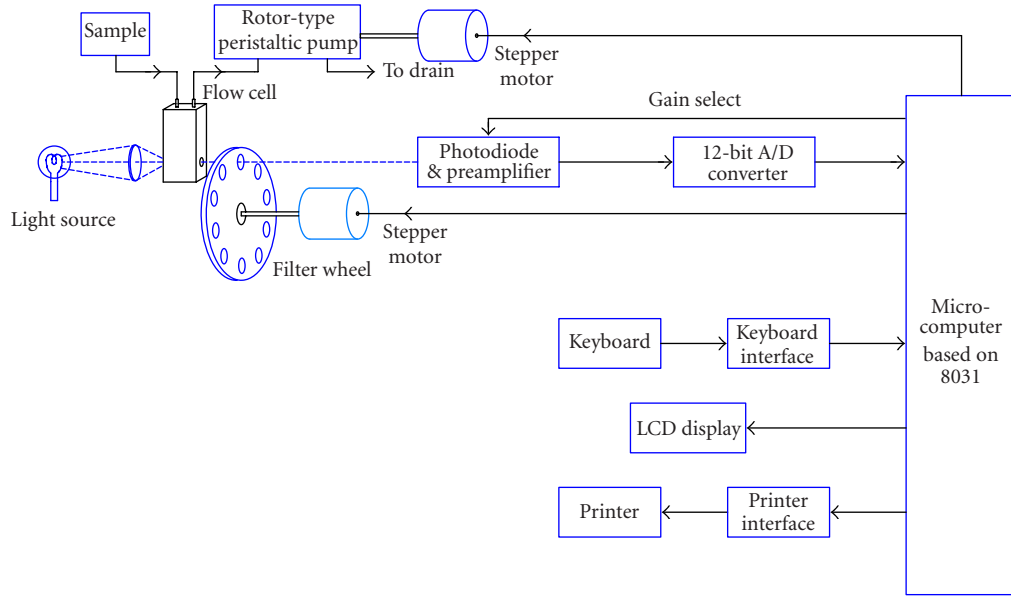 Sample
Rotor-type
peristaltic pump
Stepper
motor
To drain
Flow cell
Gain select
Photodiode
& preamplifier
12-bit A/D
converter
Light source
Stepper
motor
Filter wheel
Micro-
computer
based on
8031
Keyboard
Keyboard
interface
LCD display
Printer
Printer
interface